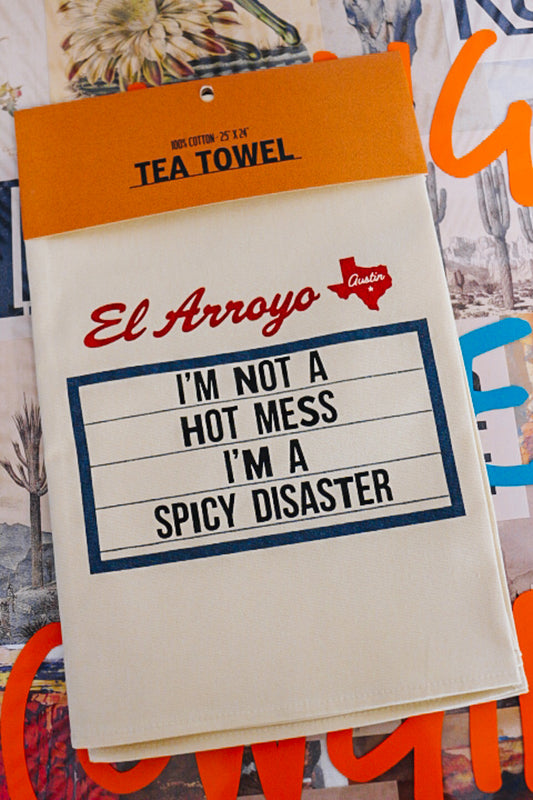 100% COTTON - 25" X 24"
TEA TOWEL
El Arroyo
Austin
I'M NOT A
HOT MESS
I'M A
SPICY DISASTER